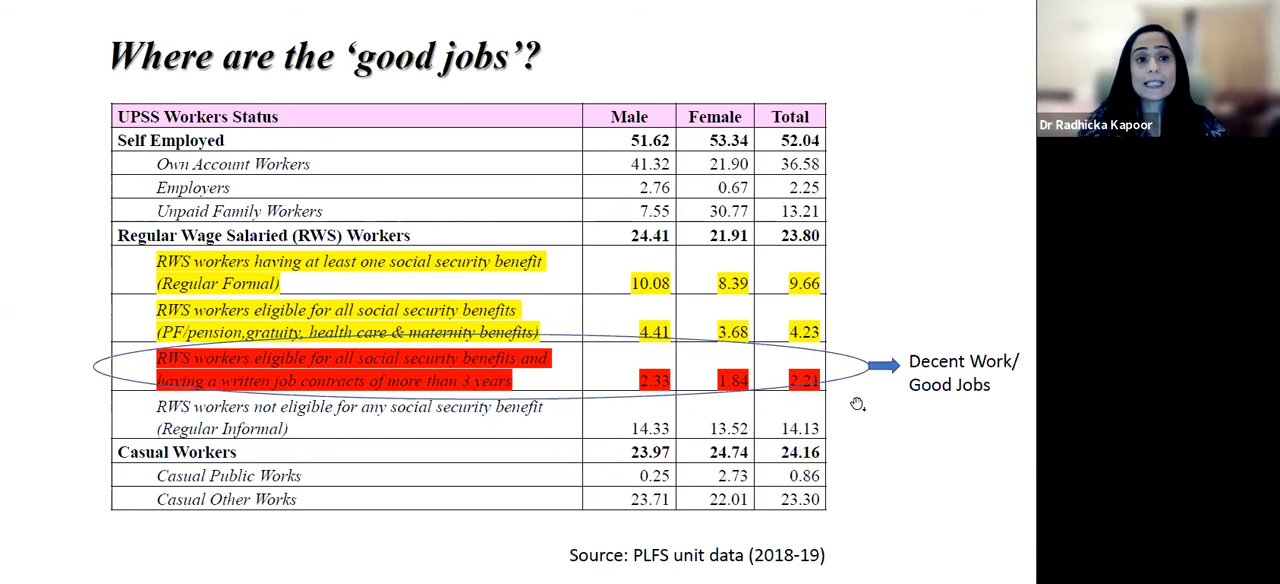 Where are the ‘good jobs’?
Dr Radhicka Kapoor
UPSS Workers Status Male Female Total
Self Employed 51.62 53.34 52.04
Own Account Workers 41.32 21.90 36.58
Employers 2.76 0.67 2.25
Unpaid Family Workers 7.55 30.77 13.21
Regular Wage Salaried (RWS) Workers 24.41 21.91 23.80
RWS workers having at least one social security benefit
(Regular Formal) 10.08 8.39 9.66
RWS workers eligible for all social security benefits
(PF/pension,gratuity, health care & maternity benefits) 4.41 3.68 4.23
RWS workers eligible for all social security benefits and
having a written job contracts of more than 3 years 2.33 1.84 2.21
Decent Work/
Good Jobs
RWS workers not eligible for any social security benefit
(Regular Informal) 14.33 13.52 14.13
Casual Workers 23.97 24.74 24.16
Casual Public Works 0.25 2.73 0.86
Casual Other Works 23.71 22.01 23.30
Source: PLFS unit data (2018-19)